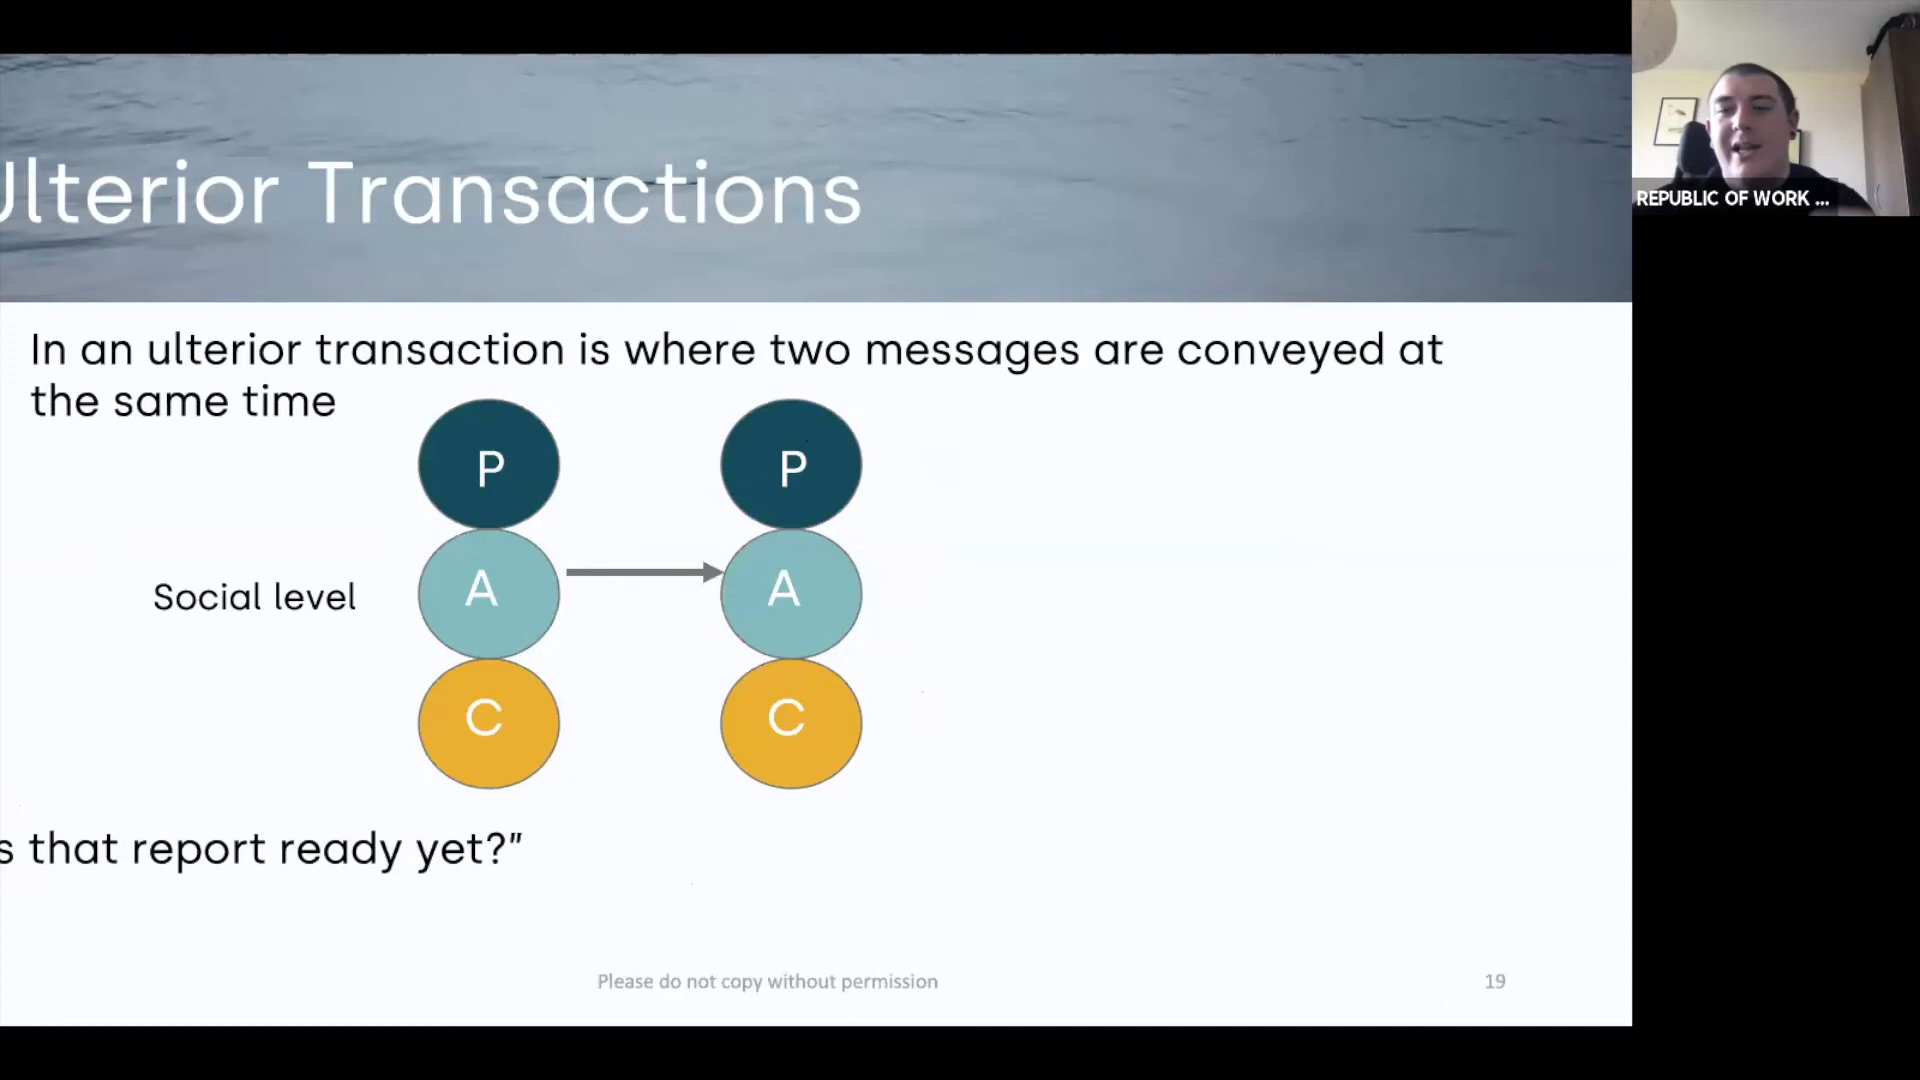 Ulterior Transactions
REPUBLIC OF WORK ...
In an ulterior transaction is where two messages are conveyed at
the same time
P P
Social level A A
C C
s that report ready yet?”
Please do not copy without permission 19